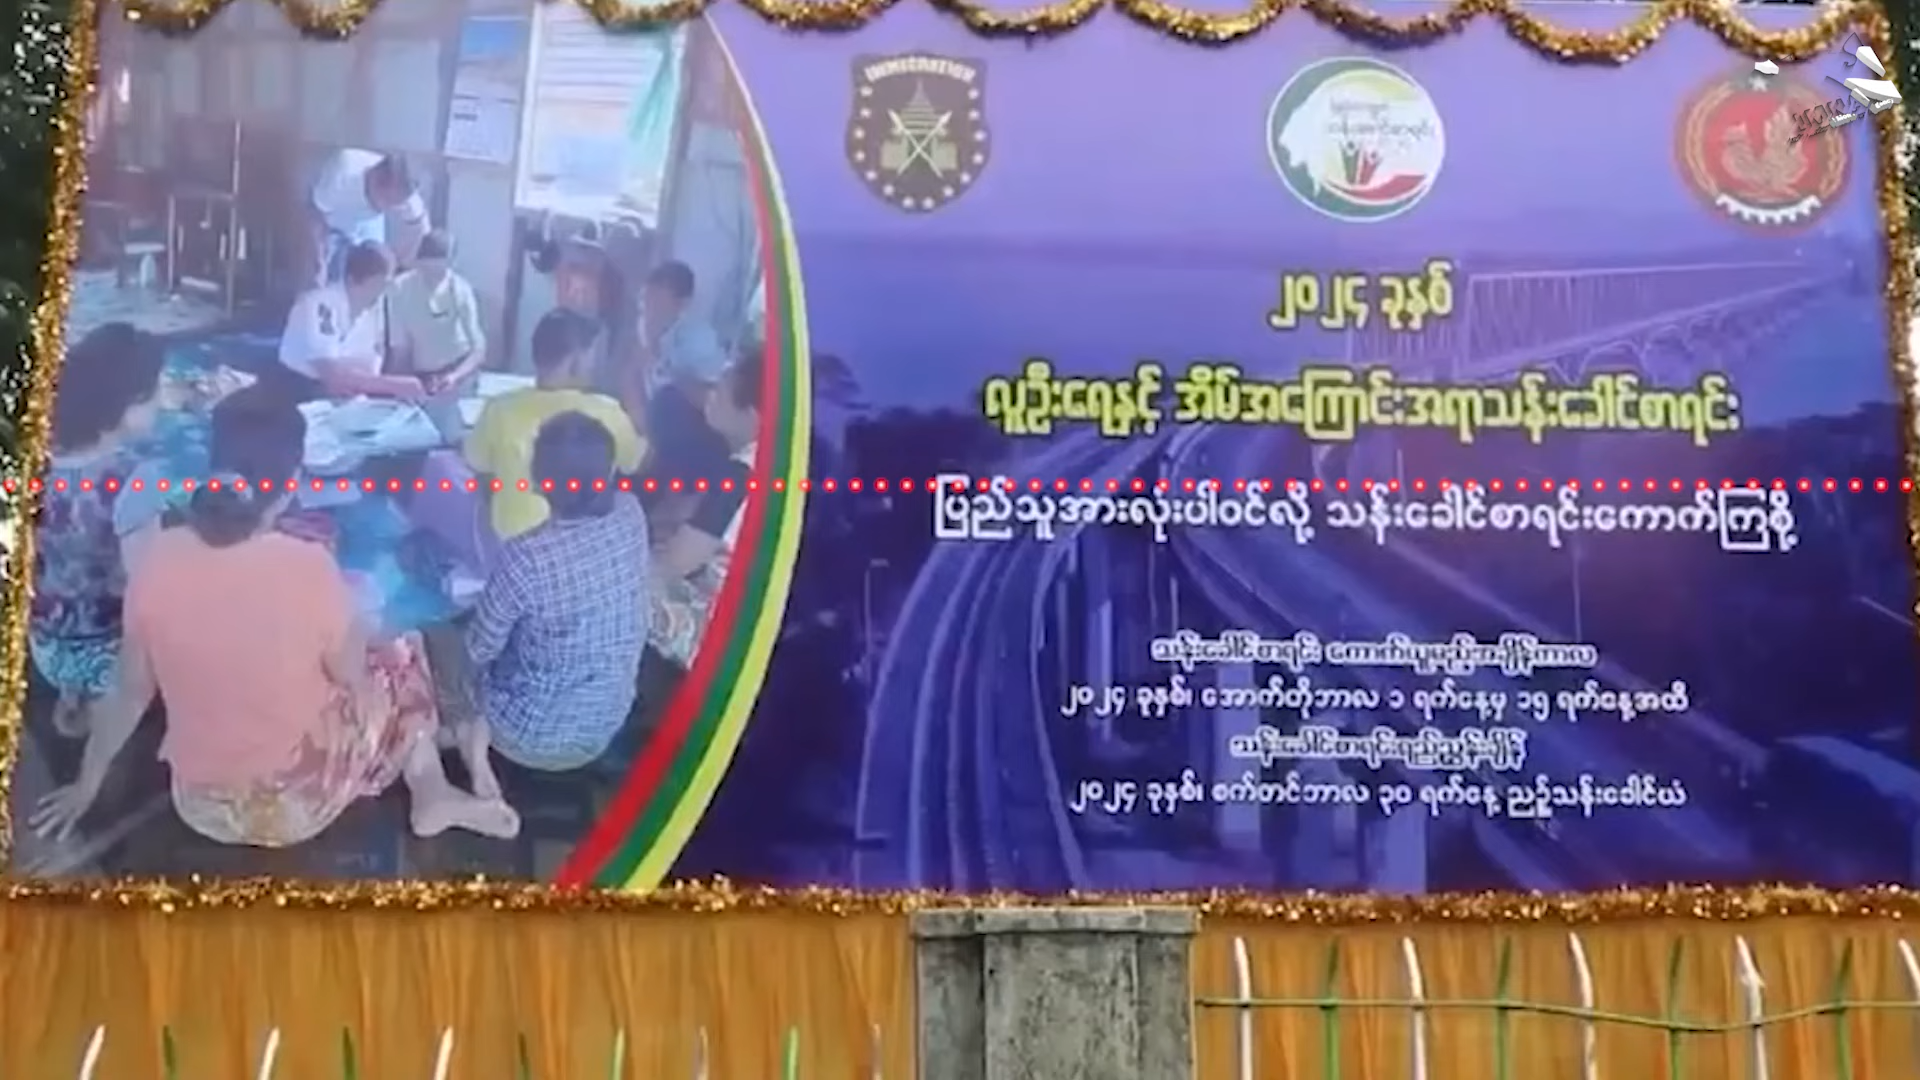 IMMIGRATION
၂၀၂၄ ခုနှစ်
လူဦးရေနှင့် အိမ်အကြောင်းအရာသန်းခေါင်စာရင်း
ပြည်သူအားလုံးပါဝင်လို့ သန်းခေါင်စာရင်းကောက်ကြစို့
သန်းခေါင်စာရင်း ကောက်ယူမည့်အချိန်ကာလ
၂၀၂၄ ခုနှစ်၊ အောက်တိုဘာလ ၁ ရက်နေ့မှ ၁၅ ရက်နေ့အထိ
သန်းခေါင်စာရင်းရည်ညွှန်းချိန်
၂၀၂၄ ခုနှစ်၊ စက်တင်ဘာလ ၃၀ ရက်နေ့ ညဉ့်သန်းခေါင်ယံ